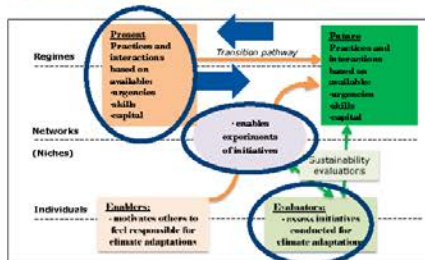 Regimes
Present
Practices and
interactions
based on
available:
-urgencies
-skills
-capital
Transition pathway
Future
Practices and
interactions
based on
available:
-urgencies
-skills
-capital
Networks
(Niches)
- enables
experiments
of initiatives
Sustainability
evaluations
Individuals
Enablers:
- motivates others to
feel responsible for
climate adaptations
Evaluators:
- assess initiatives
conducted for
climate adaptation